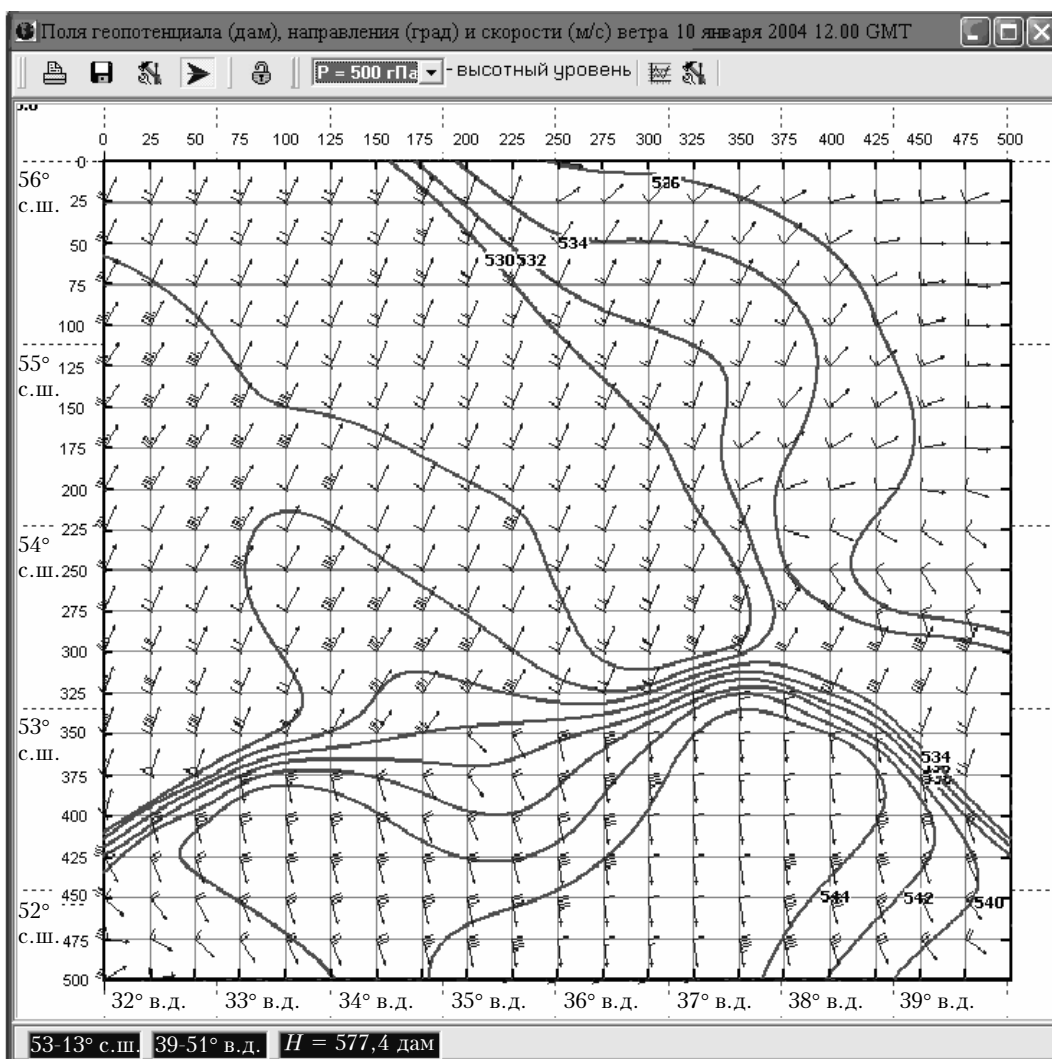 Поля геопотенциала (дам), направления (град) и скорости (м/с) ветра 10 января 2004 12.00 GMT
P = 500 гПа - высотный уровень
0 25 50 75 100 125 150 175 200 225 250 275 300 325 350 375 400 425 450 475 500
0
56°
с.ш.
25
536
50
534
530 532
75
100
55°
с.ш.
125
150
175
200
225
54°
с.ш.
250
275
300
325
53°
с.ш.
350
534
375
400
425
450
544 542 540
52°
с.ш.
475
500
32° в.д. 33° в.д. 34° в.д. 35° в.д. 36° в.д. 37° в.д. 38° в.д. 39° в.д.
53-13° с.ш. 39-51° в.д. H = 577,4 дам